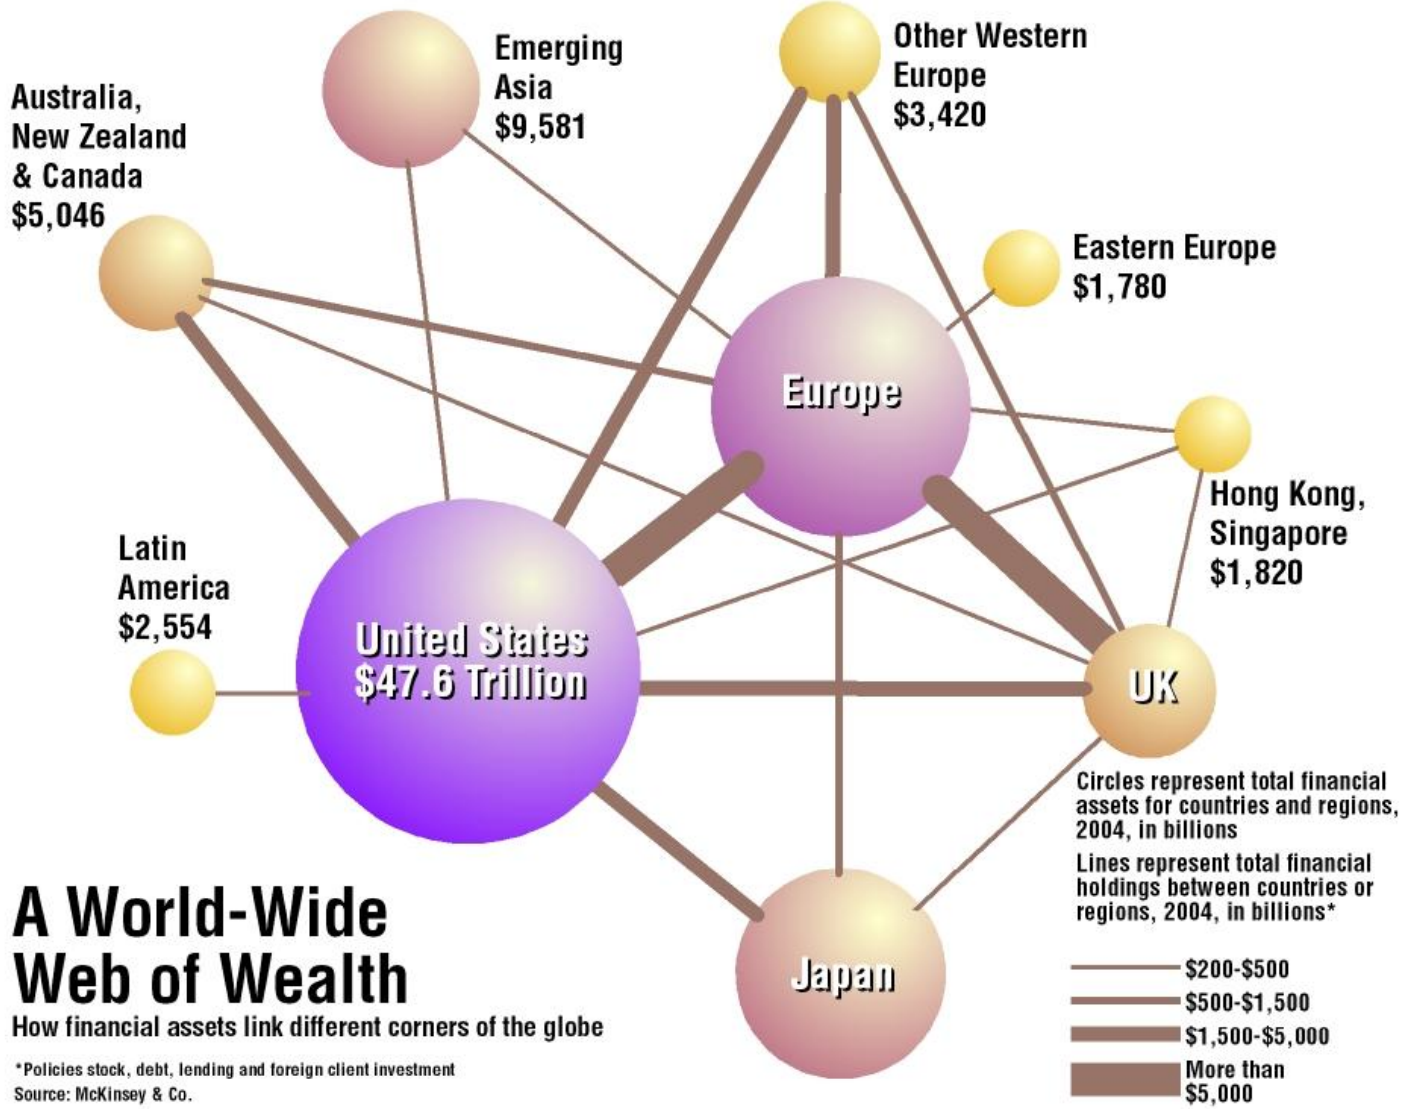 Emerging
Asia
$9,581
Other Western
Europe
$3,420
Australia,
New Zealand
& Canada
$5,046
Eastern Europe
$1,780
Europe
Hong Kong,
Singapore
$1,820
Latin
America
$2,554
United States
$47.6 Trillion
UK
Japan
Circles represent total financial
assets for countries and regions,
2004, in billions
Lines represent total financial
holdings between countries or
regions, 2004, in billions*
$200-$500
$500-$1,500
$1,500-$5,000
More than
$5,000
A World-Wide
Web of Wealth
How financial assets link different corners of the globe
*Policies stock, debt, lending and foreign client investment
Source: McKinsey & Co.